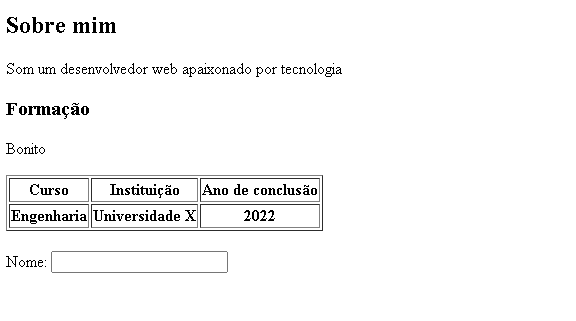 Sobre mim
Som um desenvolvedor web apaixonado por tecnologia
Formação
Bonito
Curso Instituição Ano de conclusão
Engenharia Universidade X 2022
Nome: